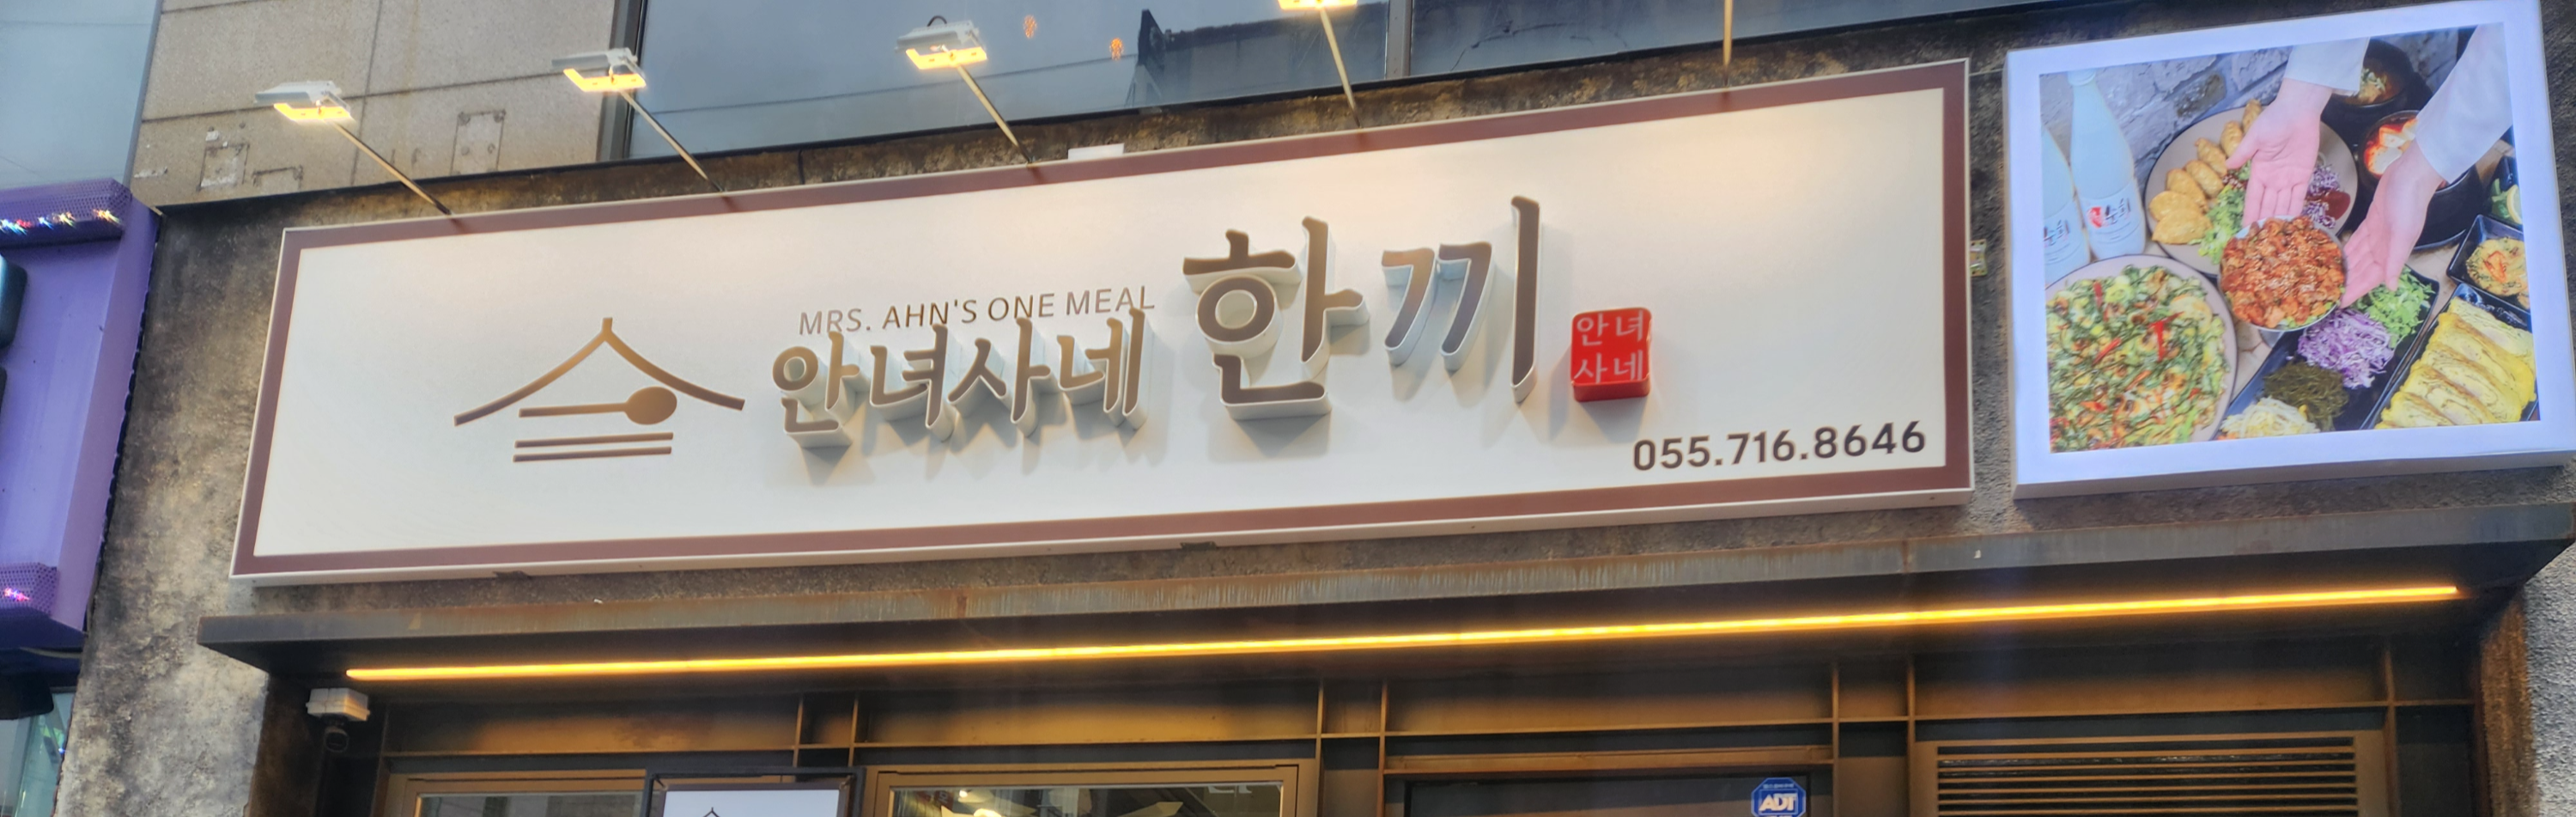 MRS. AHN'S ONE MEAL
안녀사네 한끼
안녀
사네
055.716.8646
ADT